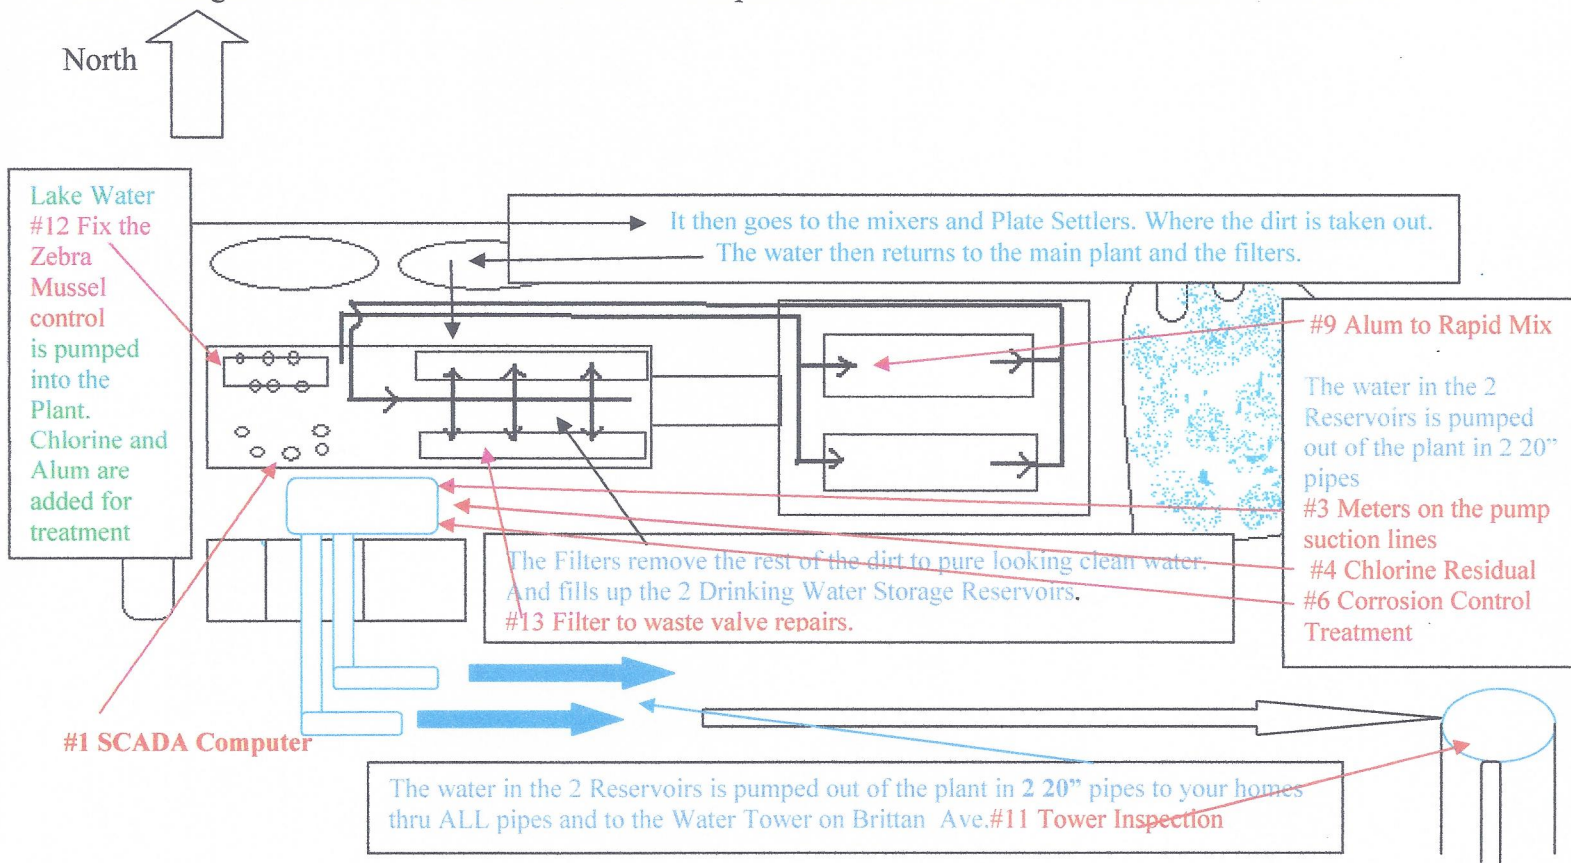 North
Lake Water
#12 Fix the
Zebra
Mussel
control
is pumped
into the
Plant.
Chlorine and
Alum are
added for
treatment
It then goes to the mixers and Plate Settlers. Where the dirt is taken out.
The water then returns to the main plant and the filters.
#9 Alum to Rapid Mix
The water in the 2
Reservoirs is pumped
out of the plant in 2 20”
pipes
#3 Meters on the pump
suction lines
#4 Chlorine Residual
#6 Corrosion Control
Treatment
The Filters remove the rest of the dirt to pure looking clean water.
And fills up the 2 Drinking Water Storage Reservoirs.
#13 Filter to waste valve repairs.
#1 SCADA Computer
The water in the 2 Reservoirs is pumped out of the plant in 2 20” pipes to your homes
thru ALL pipes and to the Water Tower on Brittan Ave.#11 Tower Inspection